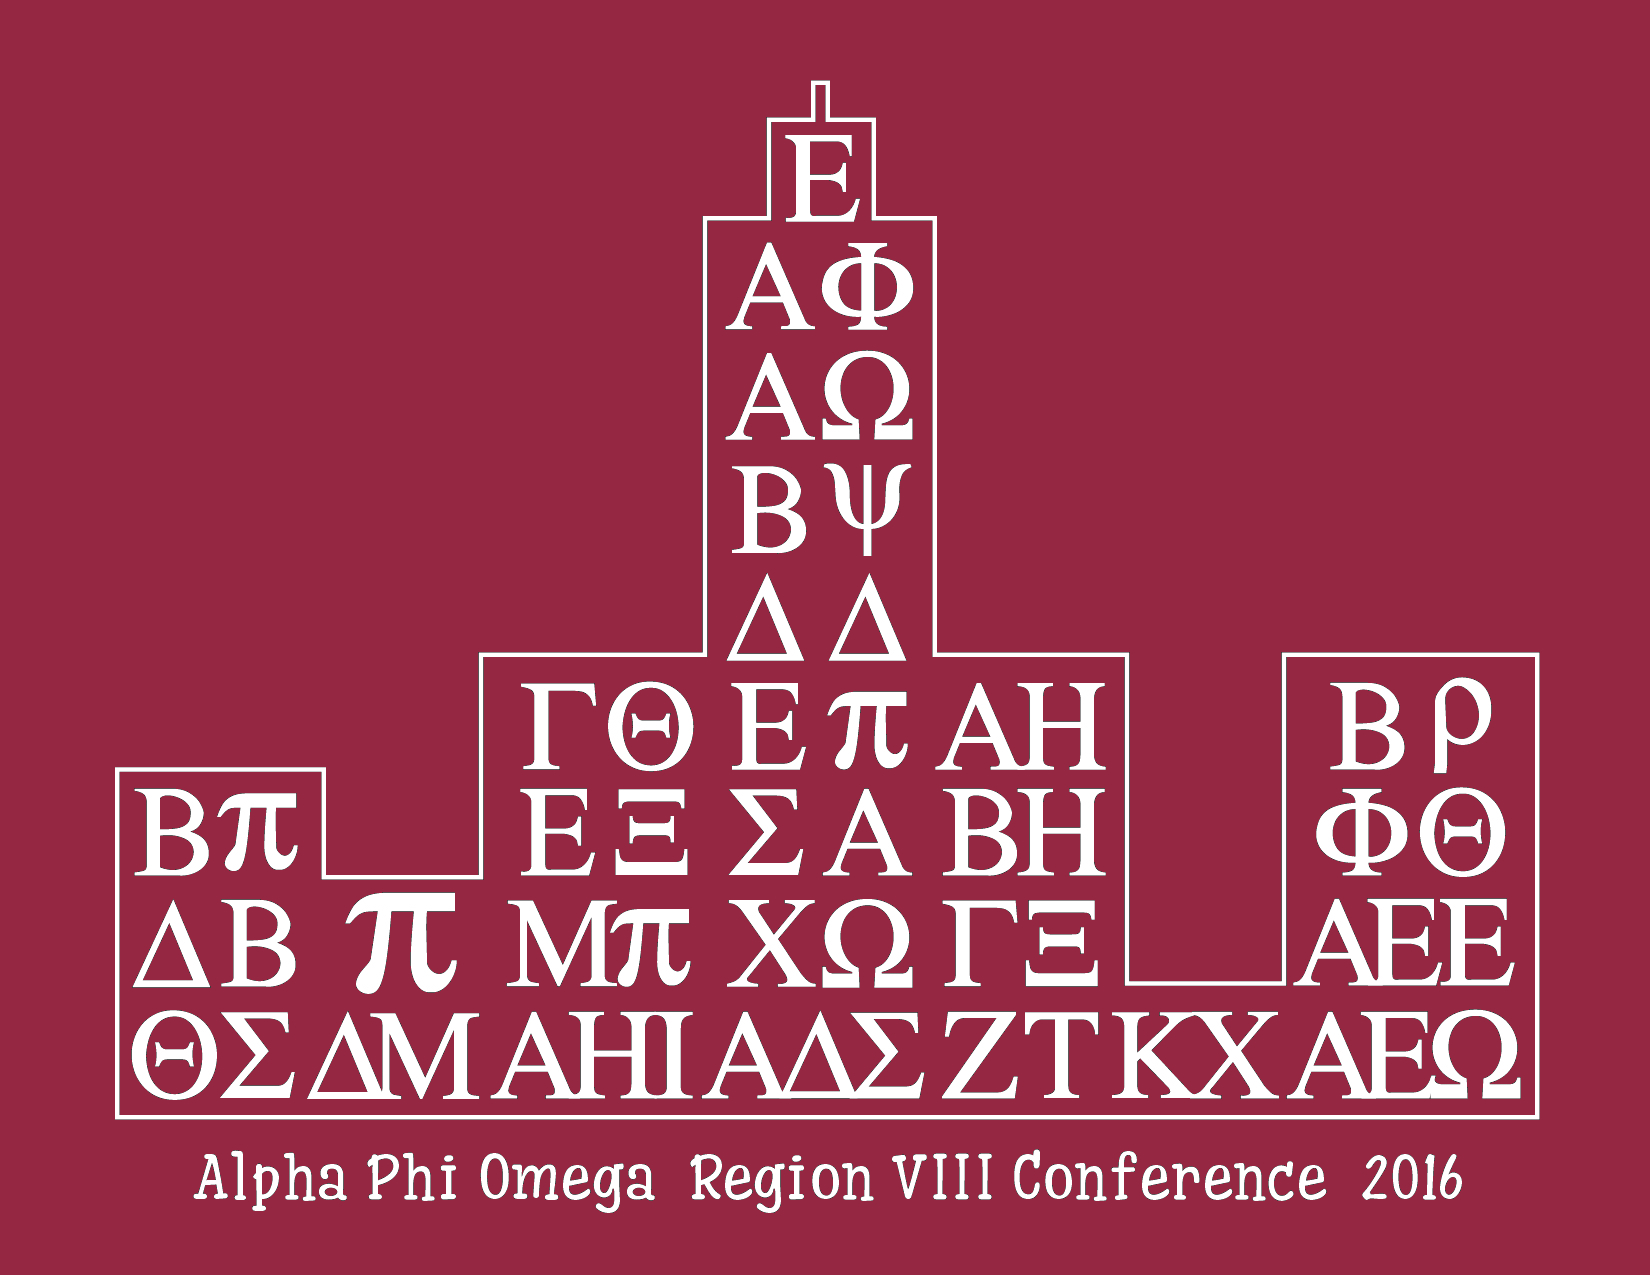 Ε
ΑΦ
ΑΩ
Βψ
ΔΔ
ΓΘ Επ ΑΗ Βρ
Βπ ΕΞ ΣΑ ΒΗ ΦΘ
ΔΒ π Μπ ΧΩ ΓΞ ΑΕΕ
ΘΣ ΔΜ ΑΗΙ ΑΔΣ ΖΤ ΚΧ ΑΕΩ
Alpha Phi Omega Region VIII Conference 2016